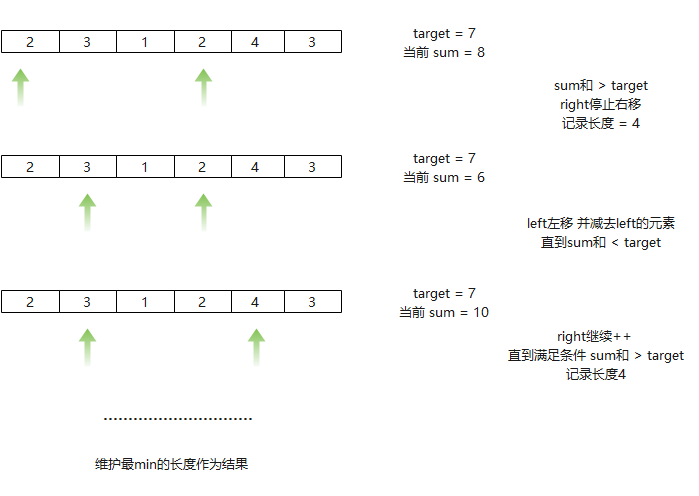 2 3 1 2 4 3
target = 7
当前 sum = 8
sum和 > target
right停止右移
记录长度 = 4
2 3 1 2 4 3
target = 7
当前 sum = 6
left左移 并减去left的元素
直到sum和 < target
2 3 1 2 4 3
target = 7
当前 sum = 10
right继续++
直到满足条件 sum和 > target
记录长度4
..............................
维护最min的长度作为结果